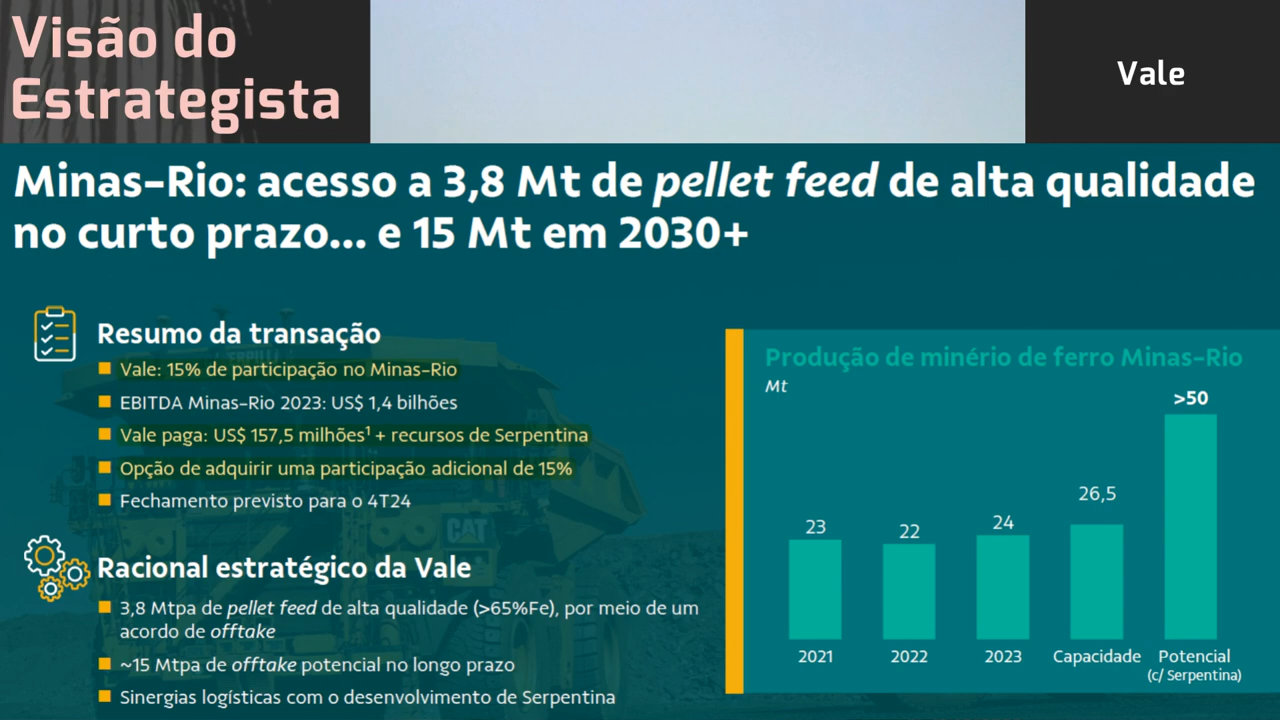 Visão do
Estrategista
Vale
Minas-Rio: acesso a 3,8 Mt de pellet feed de alta qualidade
no curto prazo... e 15 Mt em 2030+
Resumo da transação
Vale: 15% de participação no Minas-Rio
EBITDA Minas-Rio 2023: US$ 1,4 bilhões
Vale paga: US$ 157,5 milhões¹ + recursos de Serpentina
Opção de adquirir uma participação adicional de 15%
Fechamento previsto para o 4T24
CAT
Racional estratégico da Vale
3,8 Mtpa de pellet feed de alta qualidade (>65%Fe), por meio de um
acordo de offtake
~15 Mtpa de offtake potencial no longo prazo
Sinergias logísticas com o desenvolvimento de Serpentina
Produção de minério de ferro Minas-Rio
Mt
23
22
24
26,5
>50
2021
2022
2023
Capacidade
Potencial
(c/ Serpentina)